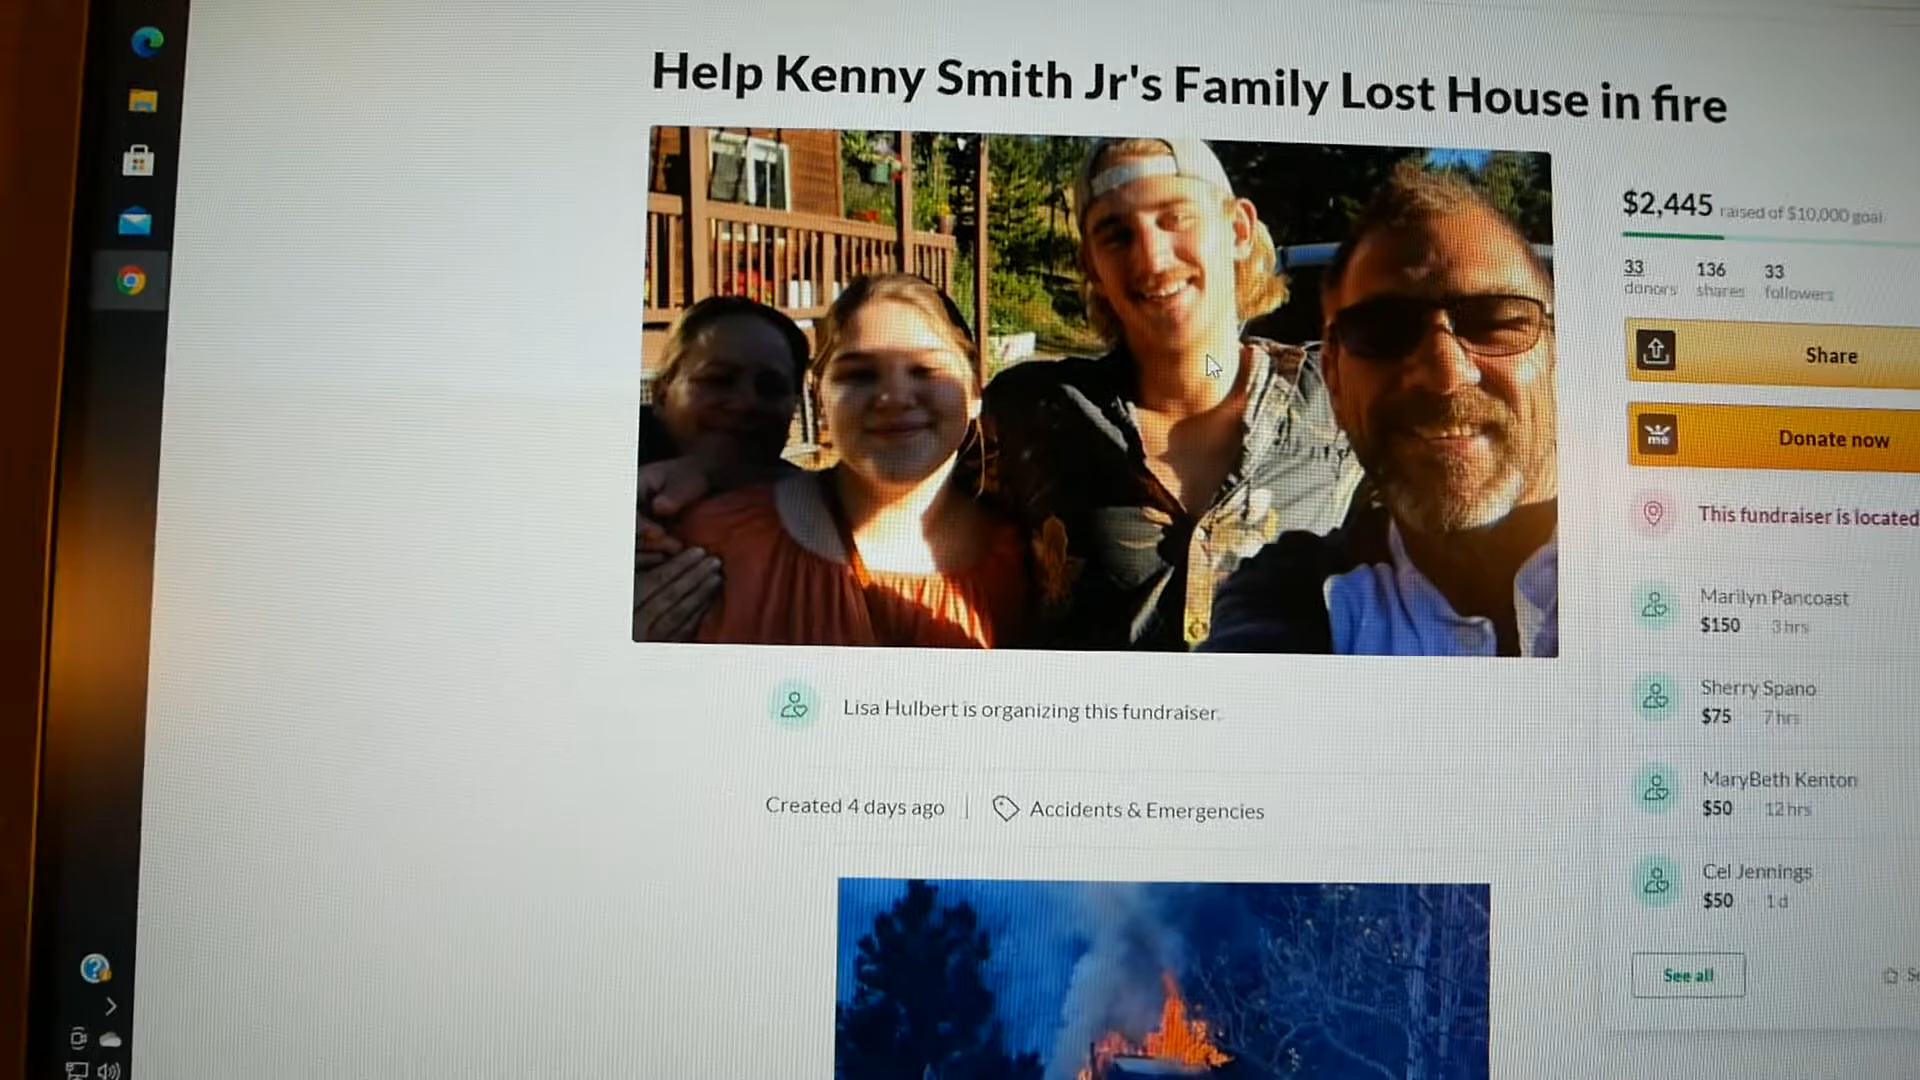 Help Kenny Smith Jr's Family Lost House in fire
$2,445 raised of $10,000 goal
33 donors
136 shares
33 followers
Share
me
Donate now
This fundraiser is located
Marilyn Pancoast
$150 3 hrs
Sherry Spano
$75 7 hrs
MaryBeth Kenton
$50 12 hrs
Cel Jennings
$50 1 d
See all
Lisa Hulbert is organizing this fundraiser.
Created 4 days ago
Accidents & Emergencies